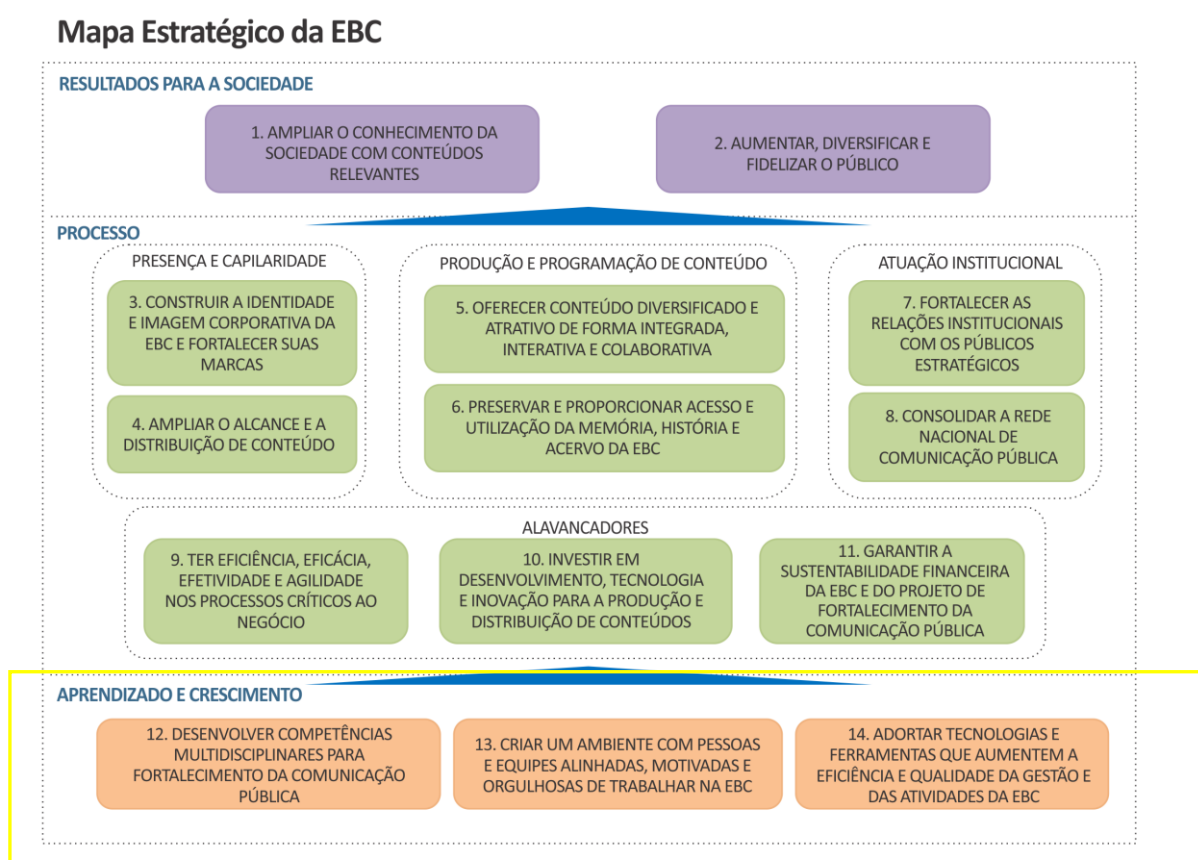 Mapa Estratégico da EBC
RESULTADOS PARA A SOCIEDADE
1. AMPLIAR O CONHECIMENTO DA
SOCIEDADE COM CONTEÚDOS
RELEVANTES
2. AUMENTAR, DIVERSIFICAR E
FIDELIZAR O PÚBLICO
PROCESSO
PRESENÇA E CAPILARIDADE
3. CONSTRUIR A IDENTIDADE
E IMAGEM CORPORATIVA DA
EBC E FORTALECER SUAS
MARCAS
4. AMPLIAR O ALCANCE E A
DISTRIBUIÇÃO DE CONTEÚDO
PRODUÇÃO E PROGRAMAÇÃO DE CONTEÚDO
5. OFERECER CONTEÚDO DIVERSIFICADO E
ATRATIVO DE FORMA INTEGRADA,
INTERATIVA E COLABORATIVA
6. PRESERVAR E PROPORCIONAR ACESSO E
UTILIZAÇÃO DA MEMÓRIA, HISTÓRIA E
ACERVO DA EBC
ATUAÇÃO INSTITUCIONAL
7. FORTALECER AS
RELAÇÕES INSTITUCIONAIS
COM OS PÚBLICOS
ESTRATÉGICOS
8. CONSOLIDAR A REDE
NACIONAL DE
COMUNICAÇÃO PÚBLICA
ALAVANCADORES
9. TER EFICIÊNCIA, EFICÁCIA,
EFETIVIDADE E AGILIDADE
NOS PROCESSOS CRÍTICOS AO
NEGÓCIO
10. INVESTIR EM
DESENVOLVIMENTO, TECNOLOGIA
E INOVAÇÃO PARA A PRODUÇÃO E
DISTRIBUIÇÃO DE CONTEÚDOS
11. GARANTIR A
SUSTENTABILIDADE FINANCEIRA
DA EBC E DO PROJETO DE
FORTALECIMENTO DA
COMUNICAÇÃO PÚBLICA
APRENDIZADO E CRESCIMENTO
12. DESENVOLVER COMPETÊNCIAS
MULTIDISCIPLINARES PARA
FORTALECIMENTO DA COMUNICAÇÃO
PÚBLICA
13. CRIAR UM AMBIENTE COM PESSOAS
E EQUIPES ALINHADAS, MOTIVADAS E
ORGULHOSAS DE TRABALHAR NA EBC
14. ADORTAR TECNOLOGIAS E
FERRAMENTAS QUE AUMENTEM A
EFICIÊNCIA E QUALIDADE DA GESTÃO E
DAS ATIVIDADES DA EBC